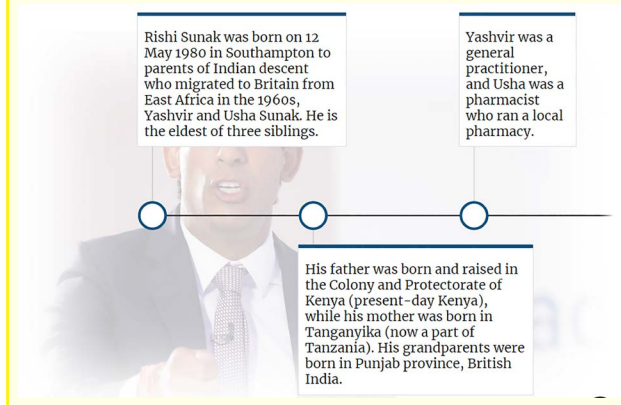 Rishi Sunak was born on 12
May 1980 in Southampton to
parents of Indian descent
who migrated to Britain from
East Africa in the 1960s,
Yashvir and Usha Sunak. He is
the eldest of three siblings.
His father was born and raised in
the Colony and Protectorate of
Kenya (present-day Kenya),
while his mother was born in
Tanganyika (now a part of
Tanzania). His grandparents were
born in Punjab province, British
India.
Yashvir was a
general
practitioner,
and Usha was a
pharmacist
who ran a local
pharmacy.